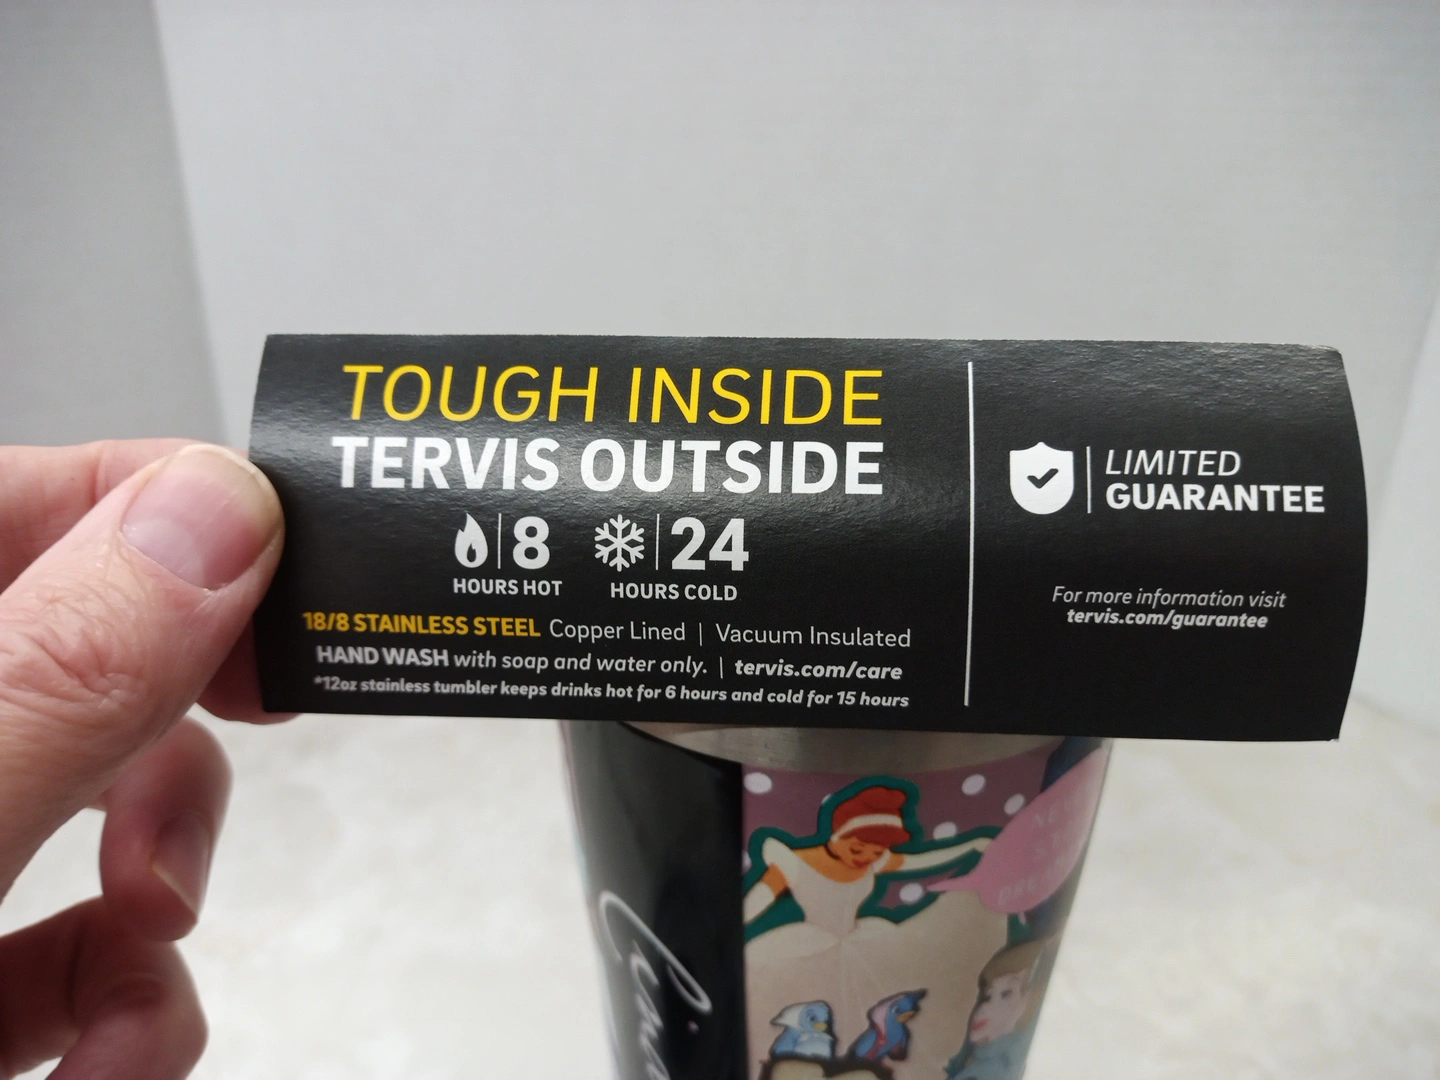 TOUGH INSIDE
TERVIS OUTSIDE
8
HOURS HOT
24
HOURS COLD
18/8 STAINLESS STEEL Copper Lined | Vacuum Insulated
HAND WASH with soap and water only. | tervis.com/care
*12oz stainless tumbler keeps drinks hot for 6 hours and cold for 15 hours
LIMITED
GUARANTEE
For more information visit
tervis.com/guarantee